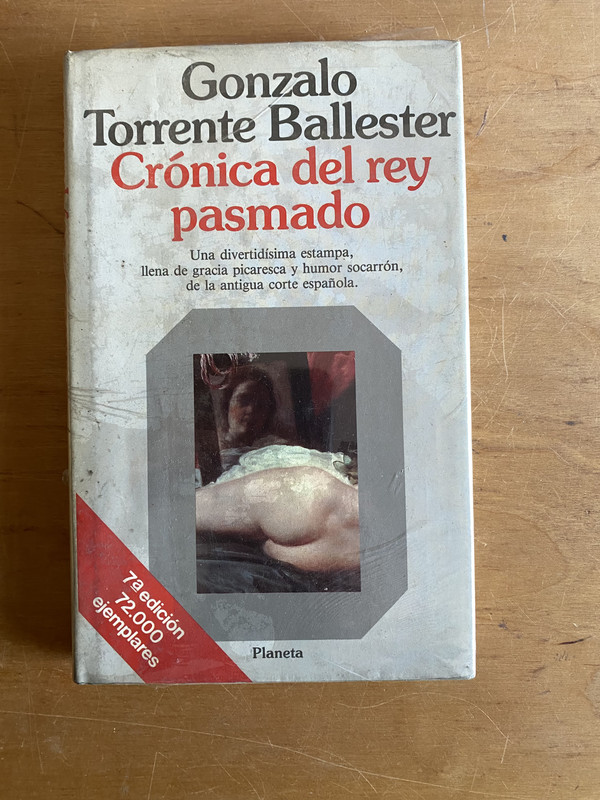 Gonzalo
Torrente Ballester
Crónica del rey
pasmado
Una divertidísima estampa,
llena de gracia picaresca y humor socarrón,
de la antigua corte española.
7ª edición
72.000
ejemplares
Planeta